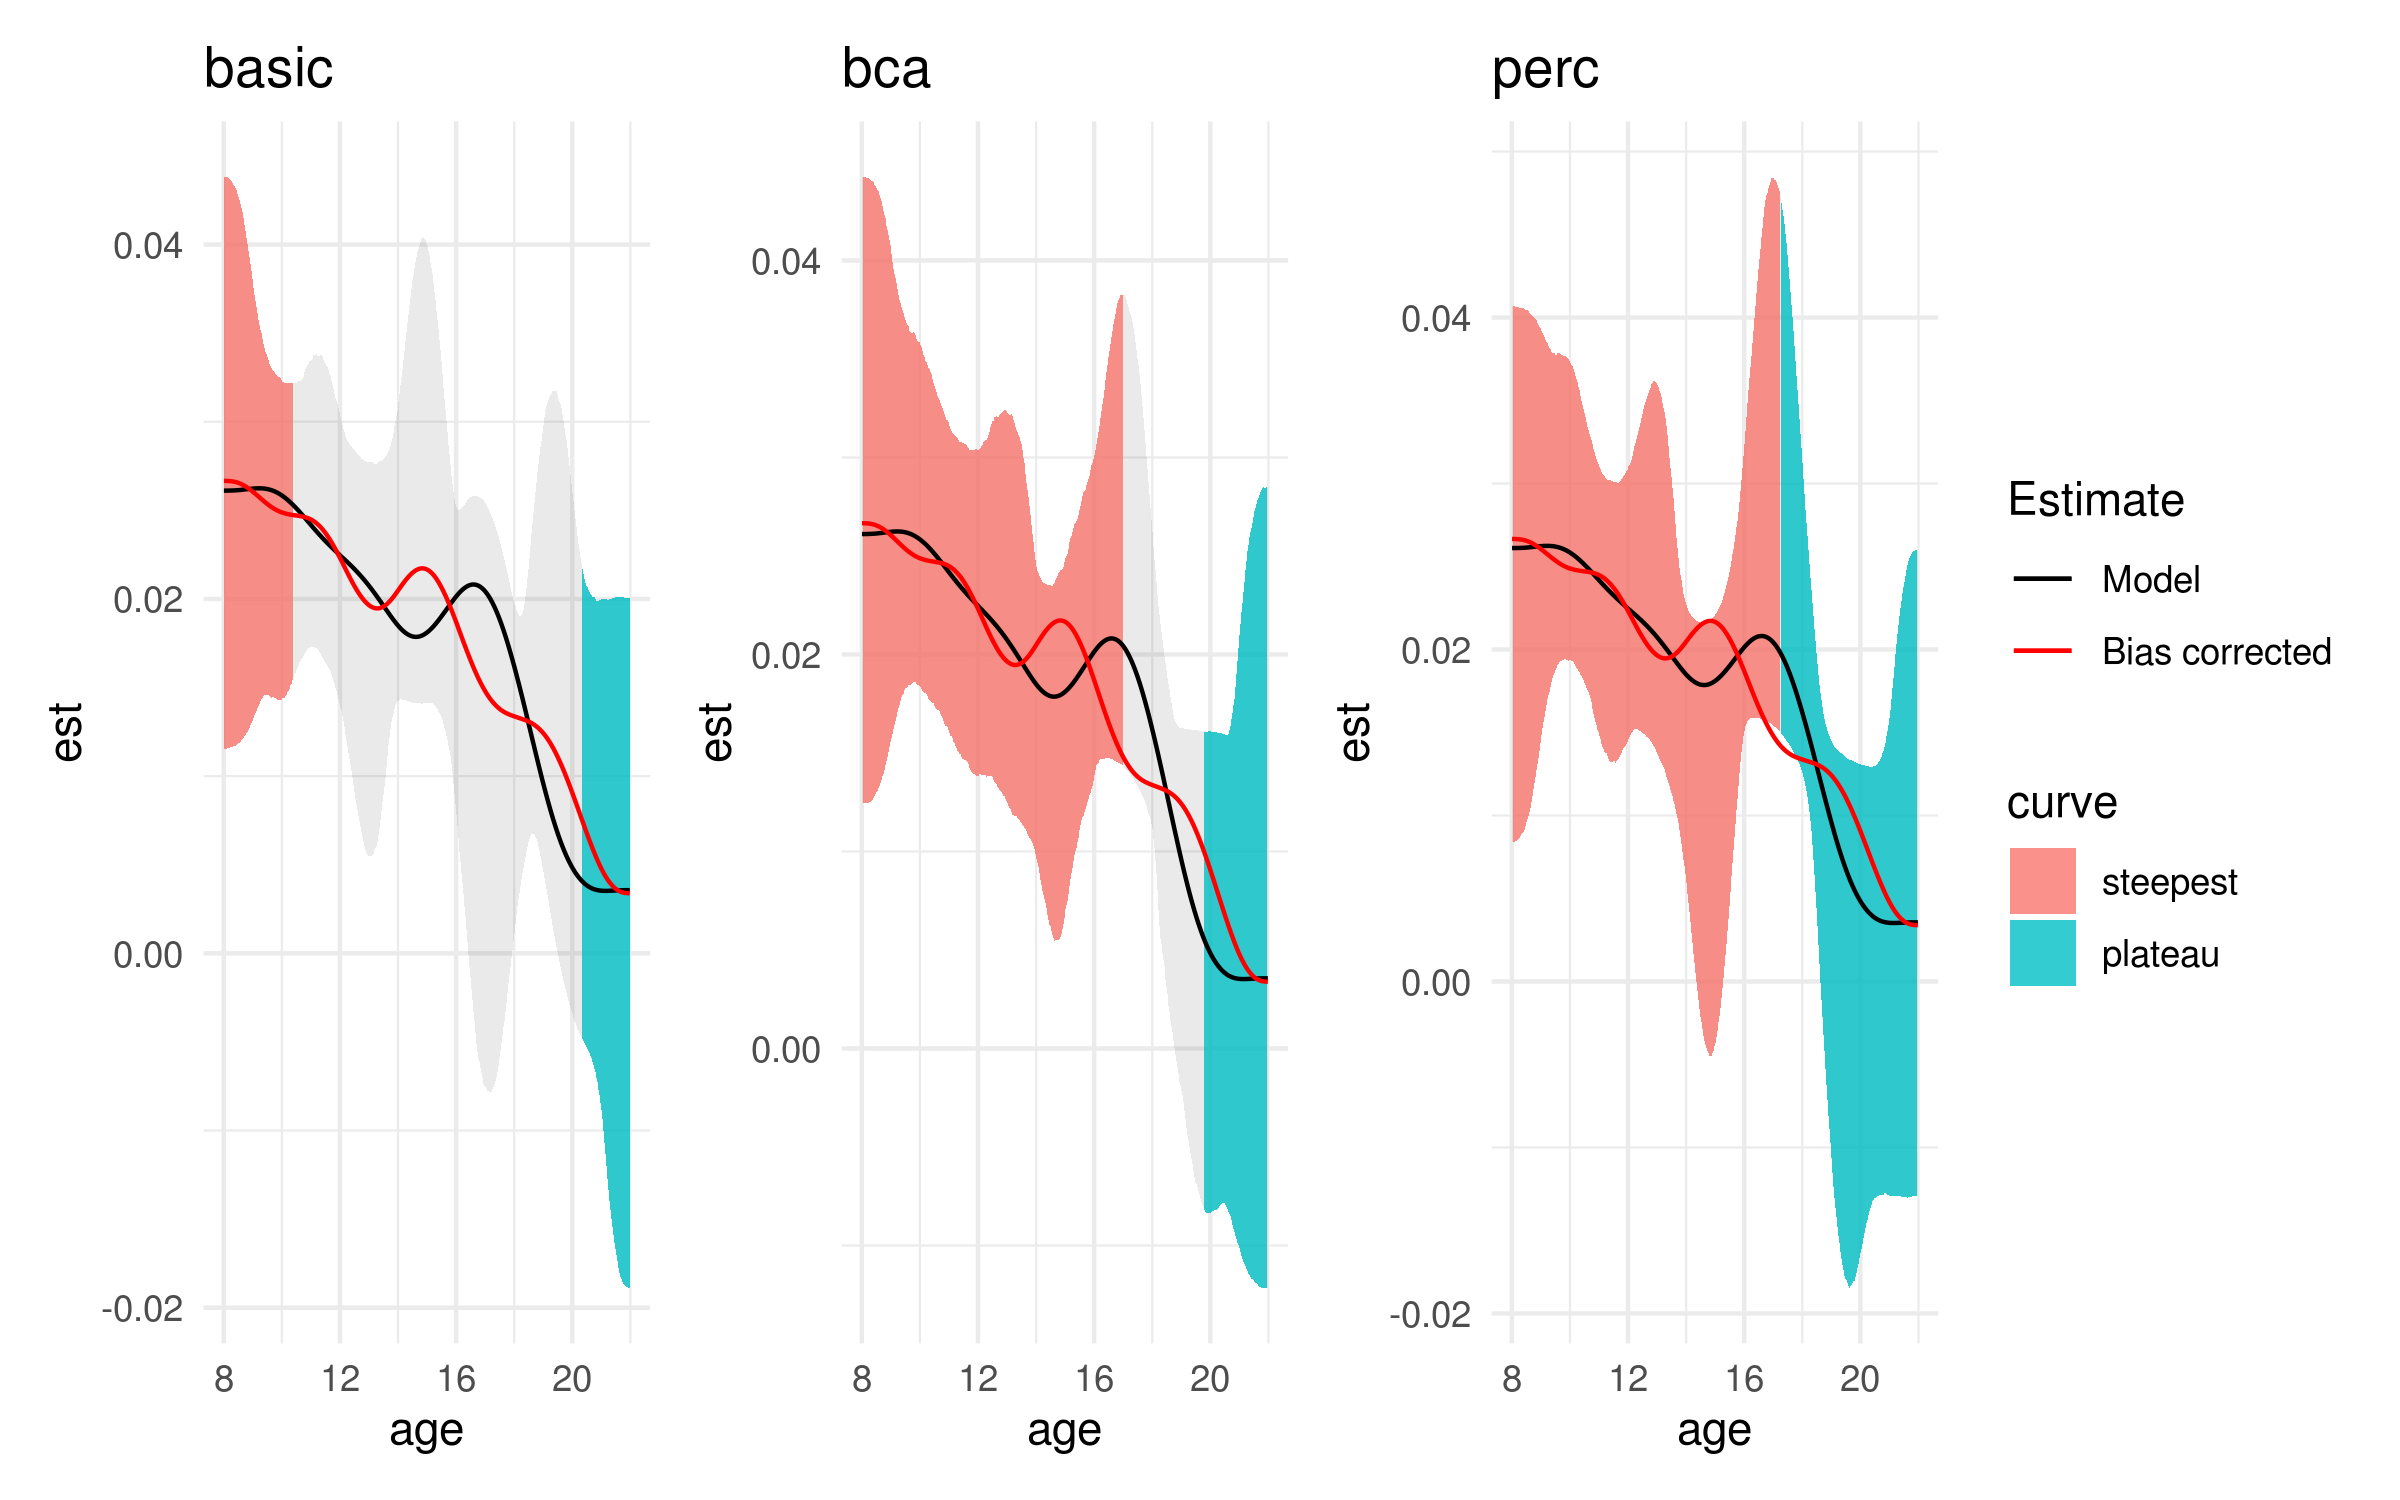 basic
bca
perc
0.04
0.02
0.00
-0.02
est
8 12 16 20
age
0.04
0.02
0.00
est
8 12 16 20
age
0.04
0.02
0.00
-0.02
est
8 12 16 20
age
Estimate
Model
Bias corrected
curve
steepest
plateau